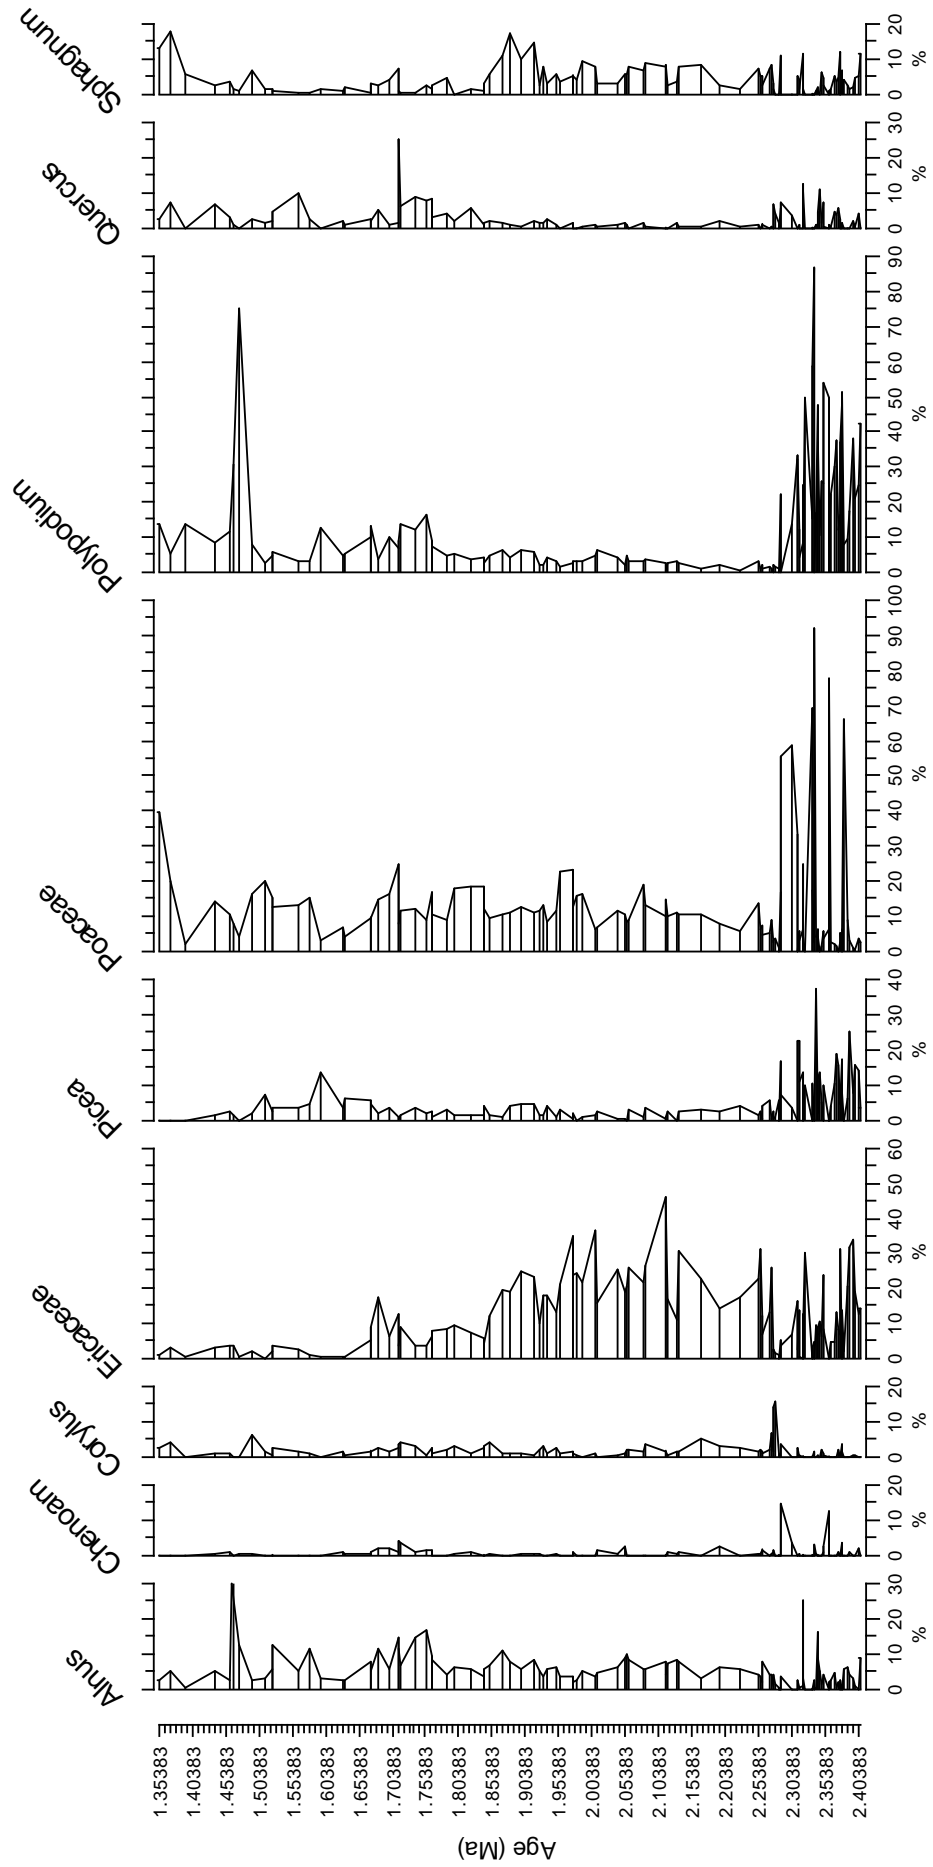 Age (Ma)
1.35383
1.40383
1.45383
1.50383
1.55383
1.60383
1.65383
1.70383
1.75383
1.80383
1.85383
1.90383
1.95383
2.00383
2.05383
2.10383
2.15383
2.20383
2.25383
2.30383
2.35383
2.40383
Alnus
0 10 20 30
%
Chenoam
0 10 20
%
Corylus
0 10 20
%
Ericaceae
0 10 20 30 40 50 60
%
Picea
0 10 20 30 40
%
Poaceae
0 10 20 30 40 50 60 70 80 90 100
%
Polypodium
0 10 20 30 40 50 60 70 80 90
%
Quercus
0 10 20 30
%
Sphagnum
0 10 20
%